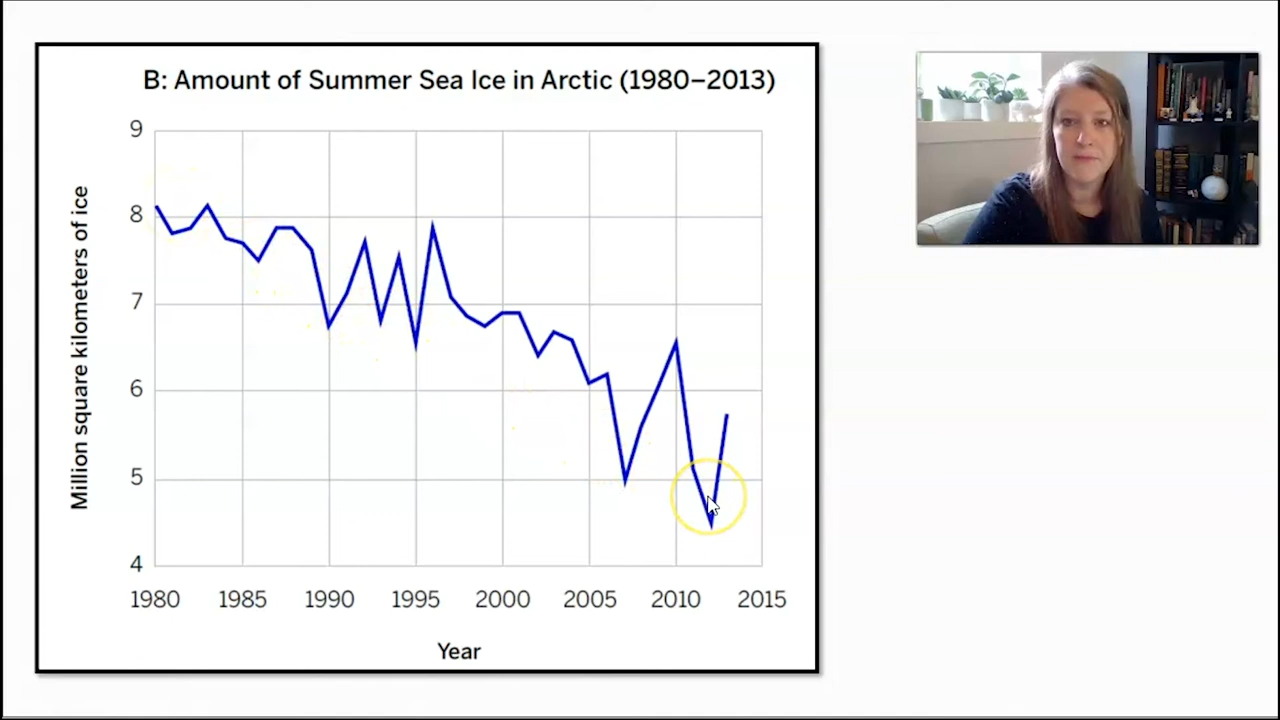 B: Amount of Summer Sea Ice in Arctic (1980–2013)
Million square kilometers of ice
9
8
7
6
5
4
1980 1985 1990 1995 2000 2005 2010 2015
Year